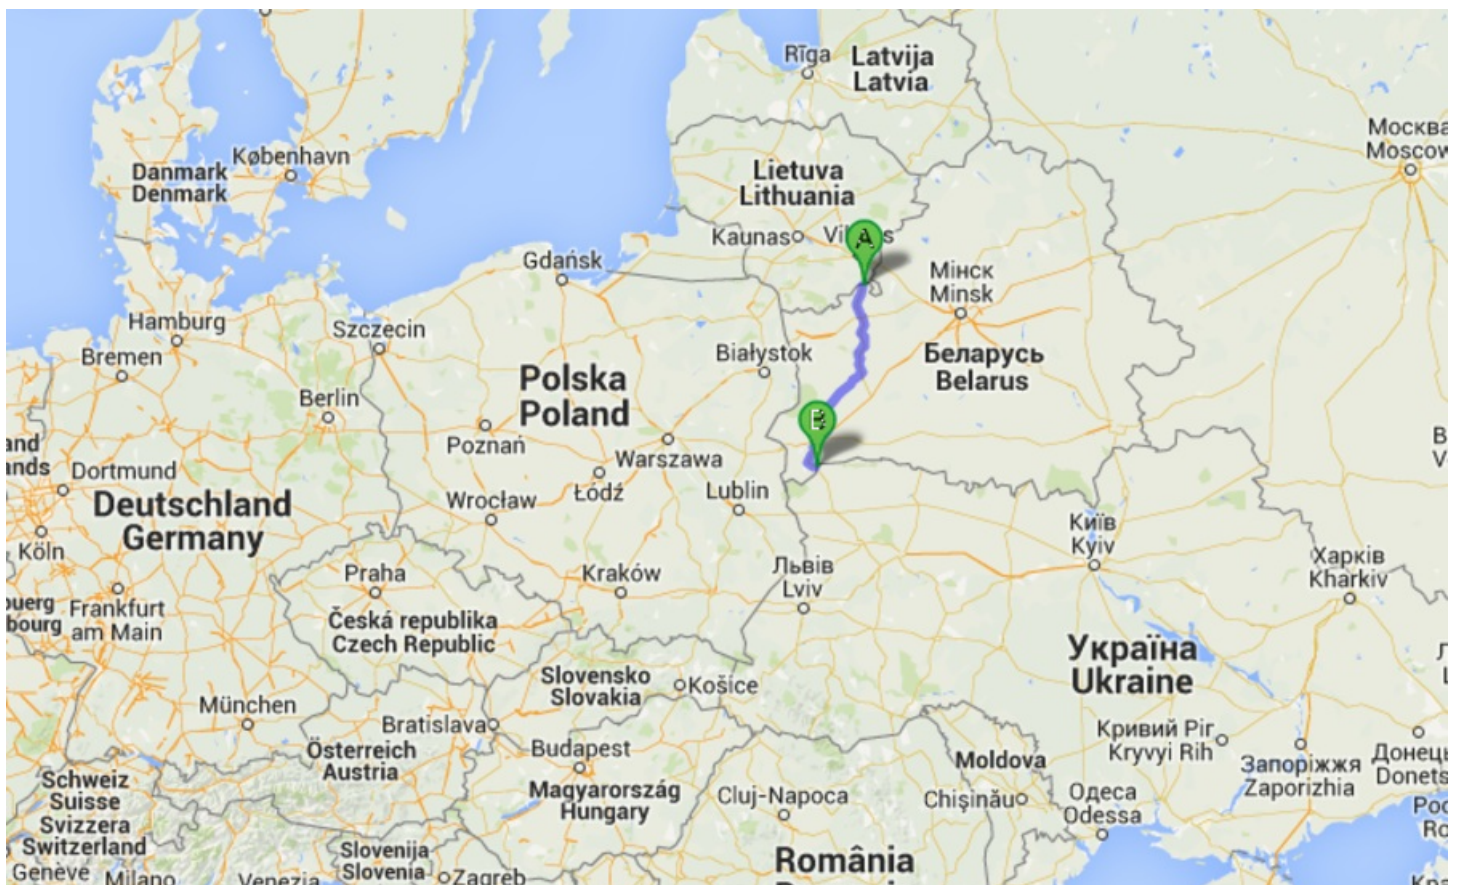 Rīga
Latvija
Latvia
Москва
Moscow
København
Danmark
Denmark
Lietuva
Lithuania
Kaunas
A
Gdańsk
Мінск
Minsk
Hamburg
Szczecin
Bremen
Białystok
Беларусь
Belarus
Polska
Poland
Berlin
Poznań
Warszawa
Dortmund
Łódź
Lublin
Wrocław
Deutschland
Germany
Київ
Kyiv
Köln
Харків
Kharkiv
Львів
Lviv
Praha
Kraków
Frankfurt
am Main
Česká republika
Czech Republic
Україна
Ukraine
Slovensko
Slovakia
Košice
München
Bratislava
Кривий Ріг
Kryvyi Rih
Österreich
Austria
Budapest
Moldova
Запоріжжя
Zaporizhia
Schweiz
Suisse
Svizzera
Switzerland
Magyarország
Hungary
Cluj-Napoca
Chișinău
Одеса
Odessa
Slovenija
Slovenia
România
Genève
Milano
Venezia
Zagreb